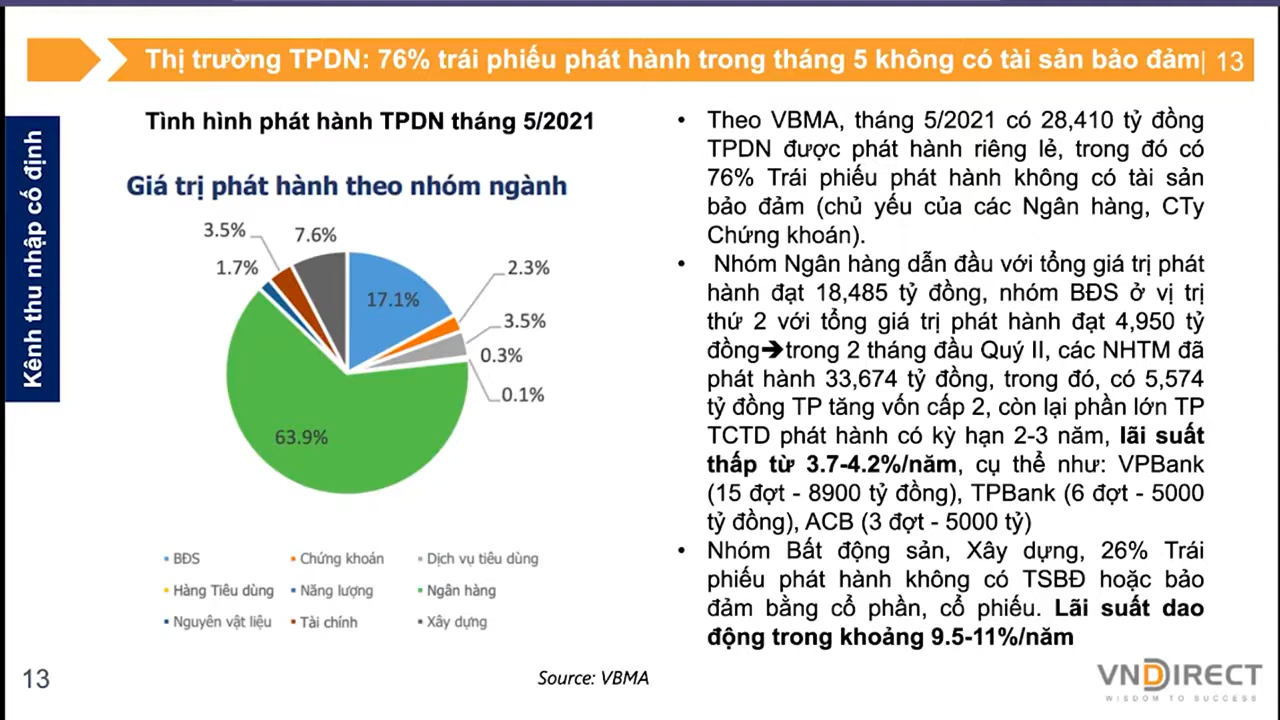 Thị trường TPDN: 76% trái phiếu phát hành trong tháng 5 không có tài sản bảo đảm| 13
Kênh thu nhập cố định
Tình hình phát hành TPDN tháng 5/2021
Giá trị phát hành theo nhóm ngành
3.5%
7.6%
1.7%
17.1%
2.3%
3.5%
0.3%
0.1%
63.9%
BĐS
Chứng khoán
Dịch vụ tiêu dùng
Hàng Tiêu dùng
Năng lượng
Ngân hàng
Nguyên vật liệu
Tài chính
Xây dựng
• Theo VBMA, tháng 5/2021 có 28,410 tỷ đồng
TPDN được phát hành riêng lẻ, trong đó có
76% Trái phiếu phát hành không có tài sản
bảo đảm (chủ yếu của các Ngân hàng, CTy
Chứng khoán).
• Nhóm Ngân hàng dẫn đầu với tổng giá trị phát
hành đạt 18,485 tỷ đồng, nhóm BĐS ở vị trí
thứ 2 với tổng giá trị phát hành đạt 4,950 tỷ
đồng➔trong 2 tháng đầu Quý II, các NHTM đã
phát hành 33,674 tỷ đồng, trong đó, có 5,574
tỷ đồng TP tăng vốn cấp 2, còn lại phần lớn TP
TCTD phát hành có kỳ hạn 2-3 năm, lãi suất
thấp từ 3.7-4.2%/năm, cụ thể như: VPBank
(15 đợt - 8900 tỷ đồng), TPBank (6 đợt - 5000
tỷ đồng), ACB (3 đợt - 5000 tỷ)
• Nhóm Bất động sản, Xây dựng, 26% Trái
phiếu phát hành không có TSBĐ hoặc bảo
đảm bằng cổ phần, cổ phiếu. Lãi suất dao
động trong khoảng 9.5-11%/năm
13
Source: VBMA
VNDIRECT
WISDOM TO SUCCESS